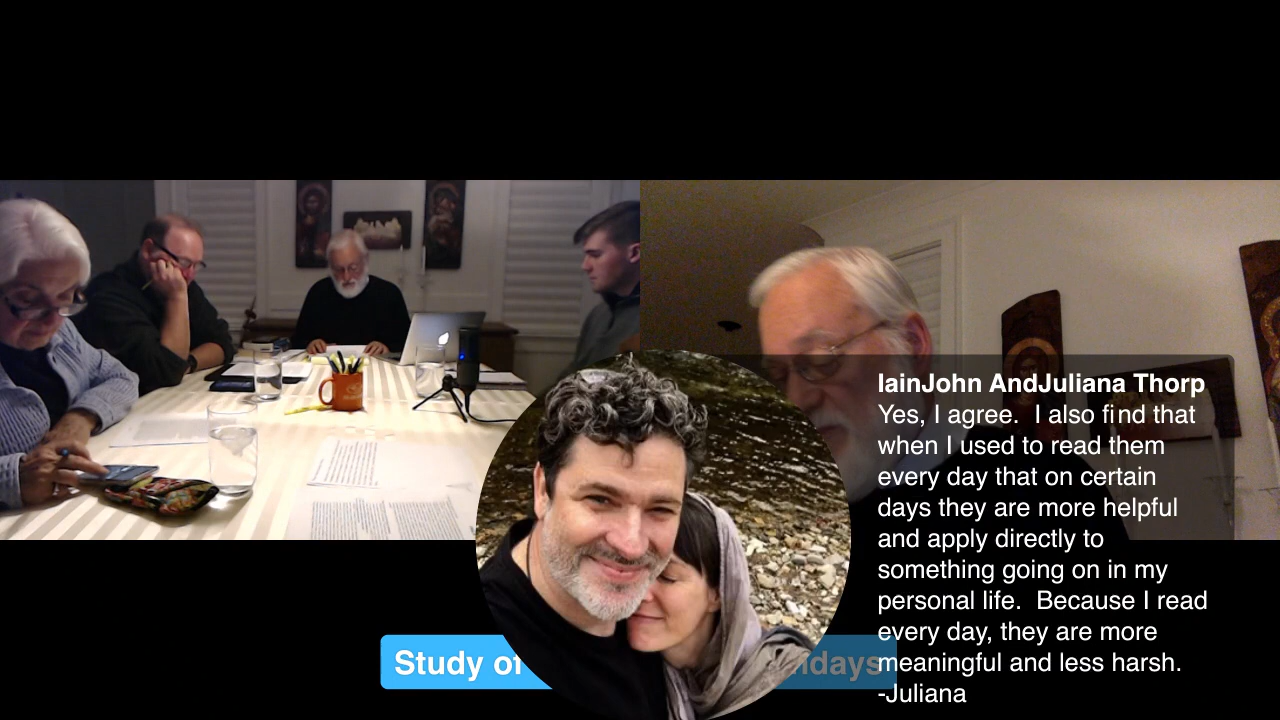 IainJohn AndJuliana Thorp
Yes, I agree.  I also find that
when I used to read them
every day that on certain
days they are more helpful
and apply directly to
something going on in my
personal life.  Because I read
every day, they are more
meaningful and less harsh.
-Juliana
Study of